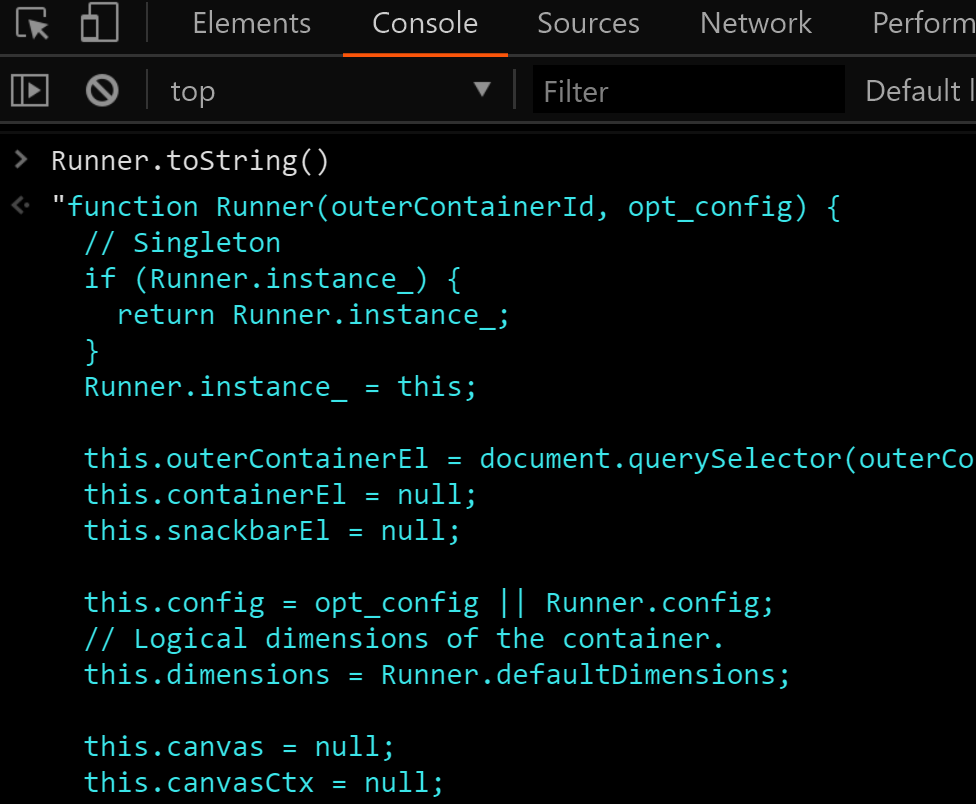 Elements Console Sources Network Perform
top Filter Default l
> Runner.toString()
"function Runner(outerContainerId, opt_config) {
// Singleton
if (Runner.instance_) {
return Runner.instance_;
}
Runner.instance_ = this;
this.outerContainerEl = document.querySelector(outerCo
this.containerEl = null;
this.snackbarEl = null;
this.config = opt_config || Runner.config;
// Logical dimensions of the container.
this.dimensions = Runner.defaultDimensions;
this.canvas = null;
this.canvasCtx = null;